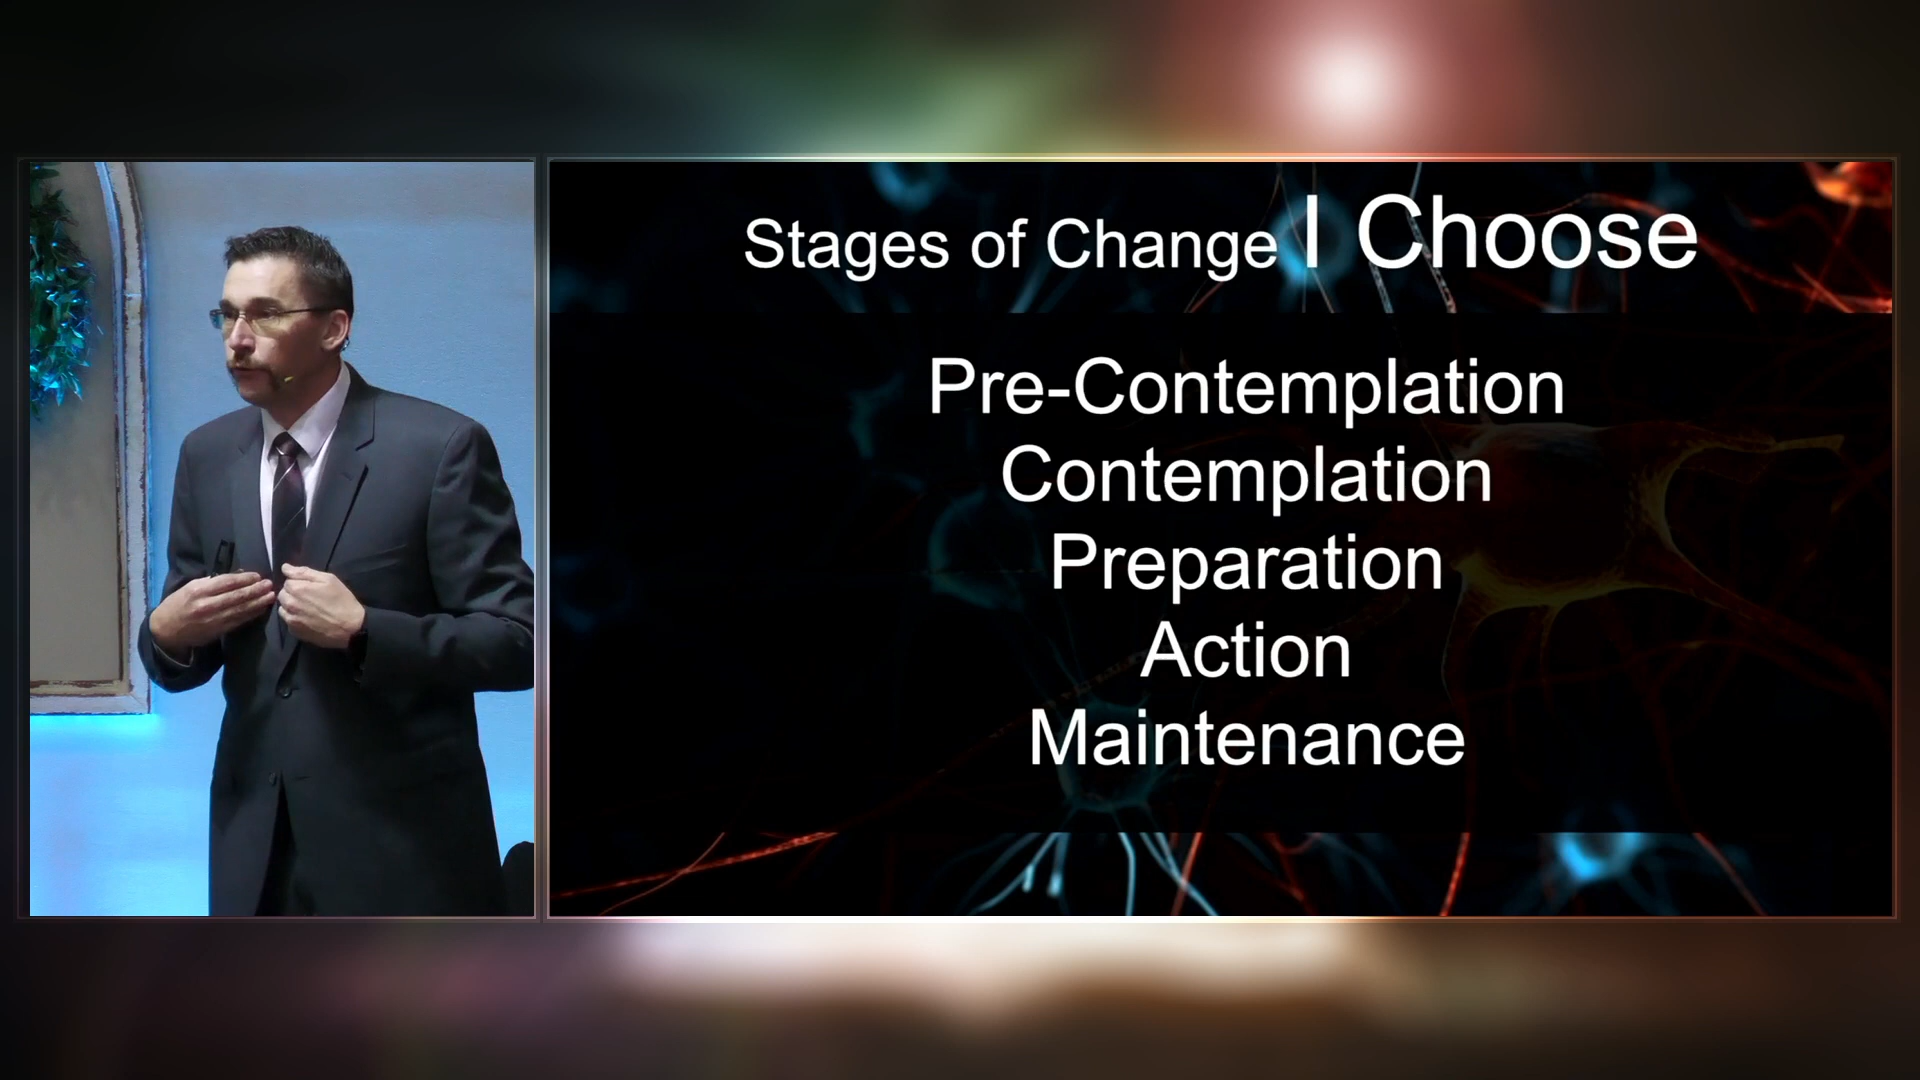 Stages of Change I Choose
Pre-Contemplation
Contemplation
Preparation
Action
Maintenance